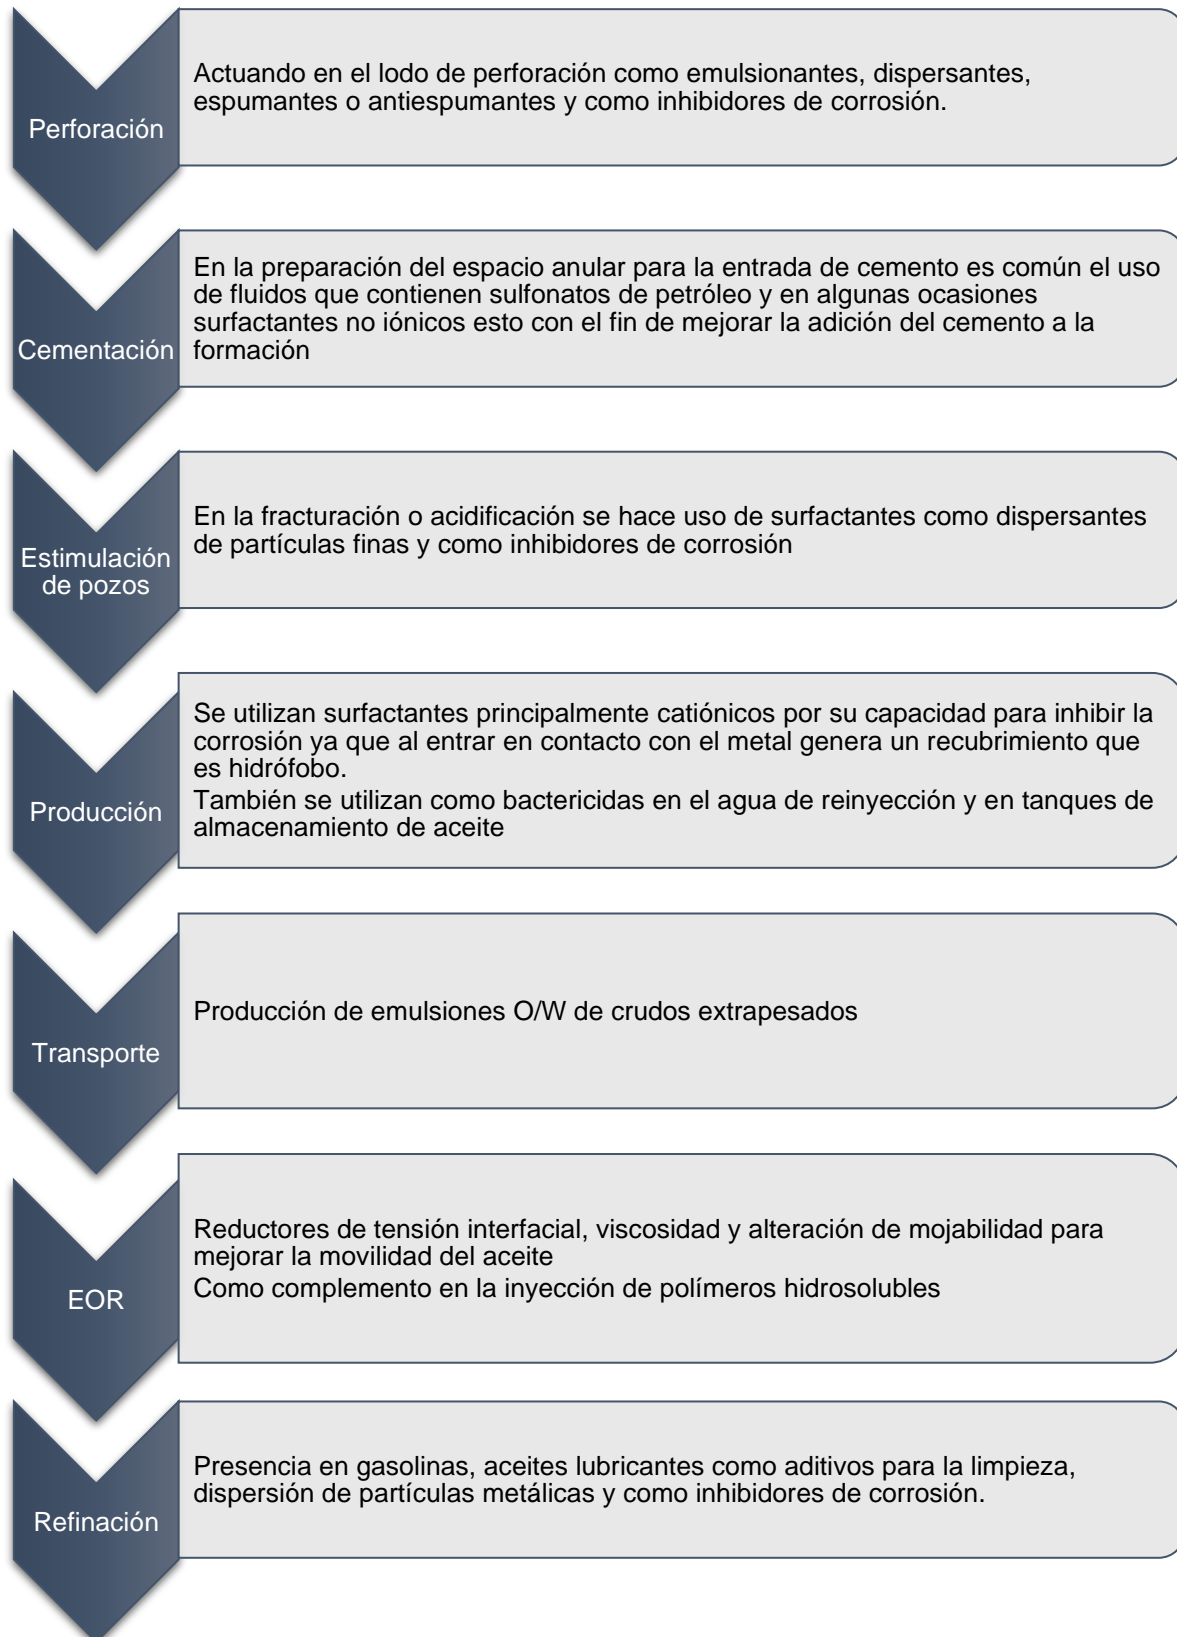 Perforación
Actuando en el lodo de perforación como emulsionantes, dispersantes,
espumantes o antiespumantes y como inhibidores de corrosión.
Cementación
En la preparación del espacio anular para la entrada de cemento es común el uso
de fluidos que contienen sulfonatos de petróleo y en algunas ocasiones
surfactantes no iónicos esto con el fin de mejorar la adición del cemento a la
formación
Estimulación
de pozos
En la fracturación o acidificación se hace uso de surfactantes como dispersantes
de partículas finas y como inhibidores de corrosión
Producción
Se utilizan surfactantes principalmente catiónicos por su capacidad para inhibir la
corrosión ya que al entrar en contacto con el metal genera un recubrimiento que
es hidrófobo.
También se utilizan como bactericidas en el agua de reinyección y en tanques de
almacenamiento de aceite
Transporte
Producción de emulsiones O/W de crudos extrapesados
EOR
Reductores de tensión interfacial, viscosidad y alteración de mojabilidad para
mejorar la movilidad del aceite
Como complemento en la inyección de polímeros hidrosolubles
Refinación
Presencia en gasolinas, aceites lubricantes como aditivos para la limpieza,
dispersión de partículas metálicas y como inhibidores de corrosión.